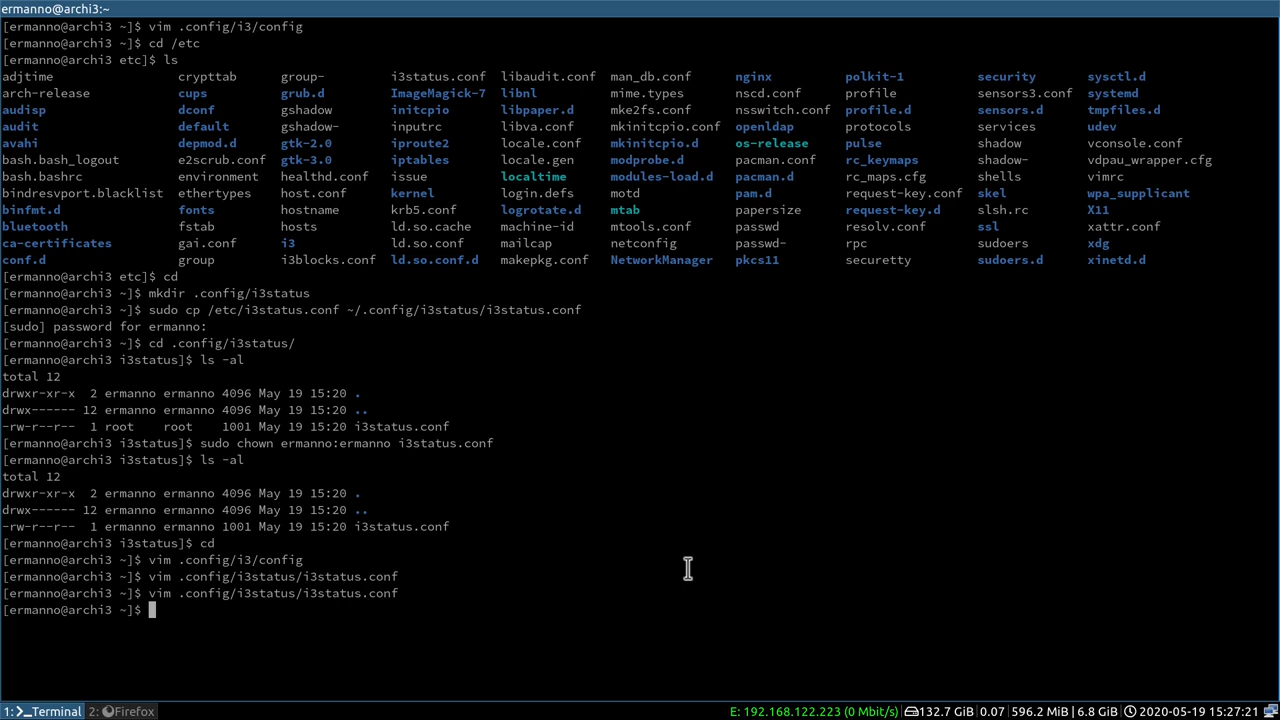 ermanno@archi3:~
[ermanno@archi3 ~]$ vim .config/i3/config
[ermanno@archi3 ~]$ cd /etc
[ermanno@archi3 etc]$ ls
adjtime crypttab group- i3status.conf libaudit.conf man_db.conf nginx polkit-1 security sysctl.d
arch-release cups grub.d ImageMagick-7 libnl mime.types nscd.conf profile sensors3.conf systemd
audisp dconf gshadow initcpio libpaper.d mke2fs.conf nsswitch.conf profile.d sensors.d tmpfiles.d
audit default gshadow- inputrc libva.conf mkinitcpio.conf openldap protocols services udev
avahi depmod.d gtk-2.0 iproute2 locale.conf mkinitcpio.d os-release pulse shadow vconsole.conf
bash.bash_logout e2scrub.conf gtk-3.0 iptables locale.gen modprobe.d pacman.conf rc_keymaps shadow- vdpau_wrapper.cfg
bash.bashrc environment healthd.conf issue localtime modules-load.d pacman.d rc_maps.cfg shells vimrc
bindresvport.blacklist ethertypes host.conf kernel login.defs motd pam.d request-key.conf skel wpa_supplicant
binfmt.d fonts hostname krb5.conf logrotate.d mtab papersize request-key.d slsh.rc X11
bluetooth fstab hosts ld.so.cache machine-id mtools.conf passwd resolv.conf ssl xattr.conf
ca-certificates gai.conf i3 ld.so.conf mailcap netconfig passwd- rpc sudoers xdg
conf.d group i3blocks.conf ld.so.conf.d makepkg.conf NetworkManager pkcs11 securetty sudoers.d xinetd.d
[ermanno@archi3 etc]$ cd
[ermanno@archi3 ~]$ mkdir .config/i3status
[ermanno@archi3 ~]$ sudo cp /etc/i3status.conf ~/.config/i3status/i3status.conf
[sudo] password for ermanno:
[ermanno@archi3 ~]$ cd .config/i3status/
[ermanno@archi3 i3status]$ ls -al
total 12
drwxr-xr-x 2 ermanno ermanno 4096 May 19 15:20 .
drwx------ 12 ermanno ermanno 4096 May 19 15:20 ..
-rw-r--r-- 1 root root 1001 May 19 15:20 i3status.conf
[ermanno@archi3 i3status]$ sudo chown ermanno:ermanno i3status.conf
[ermanno@archi3 i3status]$ ls -al
total 12
drwxr-xr-x 2 ermanno ermanno 4096 May 19 15:20 .
drwx------ 12 ermanno ermanno 4096 May 19 15:20 ..
-rw-r--r-- 1 ermanno ermanno 1001 May 19 15:20 i3status.conf
[ermanno@archi3 i3status]$ cd
[ermanno@archi3 ~]$ vim .config/i3/config
[ermanno@archi3 ~]$ vim .config/i3status/i3status.conf
[ermanno@archi3 ~]$ vim .config/i3status/i3status.conf
[ermanno@archi3 ~]$
1: Terminal 2: Firefox E: 192.168.122.223 (0 Mbit/s) 132.7 GiB | 0.07 | 596.2 MiB | 6.8 GiB | 2020-05-19 15:27:21